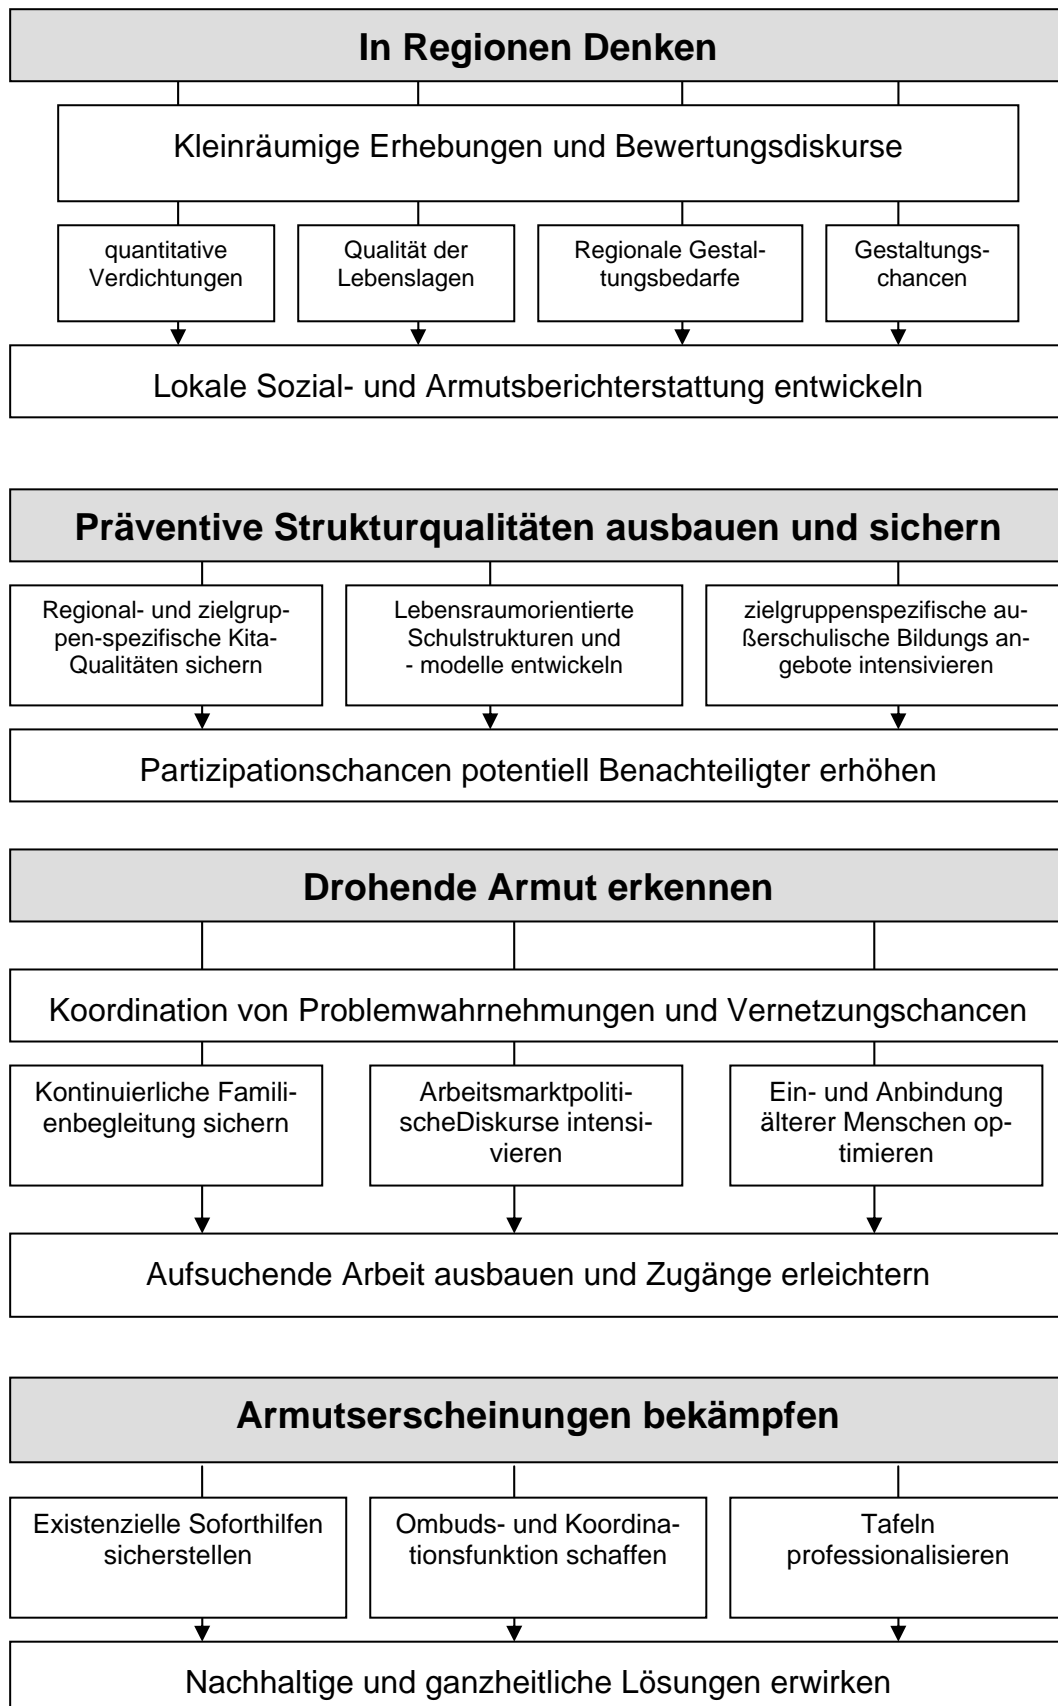 In Regionen Denken
Kleinräumige Erhebungen und Bewertungsdiskurse
quantitative
Verdichtungen
Qualität der
Lebenslagen
Regionale Gestal-
tungsbedarfe
Gestaltungs-
chancen
Lokale Sozial- und Armutsberichterstattung entwickeln
Präventive Strukturqualitäten ausbauen und sichern
Regional- und zielgrup-
pen-spezifische Kita-
Qualitäten sichern
Lebensraumorientierte
Schulstrukturen und
- modelle entwickeln
zielgruppenspezifische au-
ßerschulische Bildungs an-
gebote intensivieren
Partizipationschancen potentiell Benachteiligter erhöhen
Drohende Armut erkennen
Koordination von Problemwahrnehmungen und Vernetzungschancen
Kontinuierliche Famili-
enbegleitung sichern
Arbeitsmarktpoliti-
scheDiskurse intensi-
vieren
Ein- und Anbindung
älterer Menschen op-
timieren
Aufsuchende Arbeit ausbauen und Zugänge erleichtern
Armutserscheinungen bekämpfen
Existenzielle Soforthilfen
sicherstellen
Ombuds- und Koordina-
tionsfunktion schaffen
Tafeln
professionalisieren
Nachhaltige und ganzheitliche Lösungen erwirken